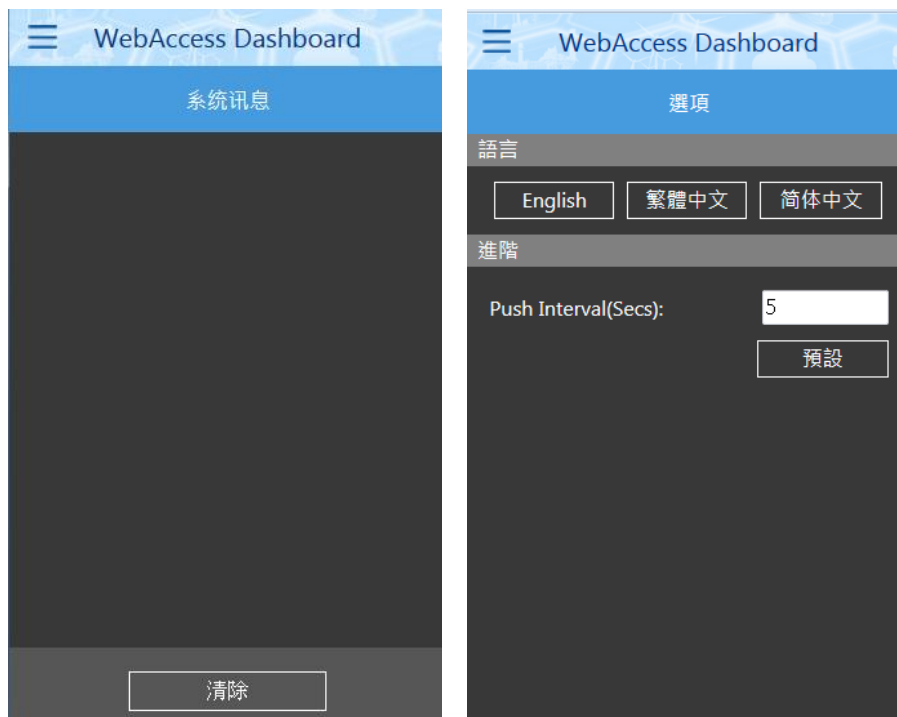 WebAccess Dashboard
系统讯息
清除
WebAccess Dashboard
選項
語言
English 繁體中文 简体中文
進階
Push Interval(Secs): 5
預設